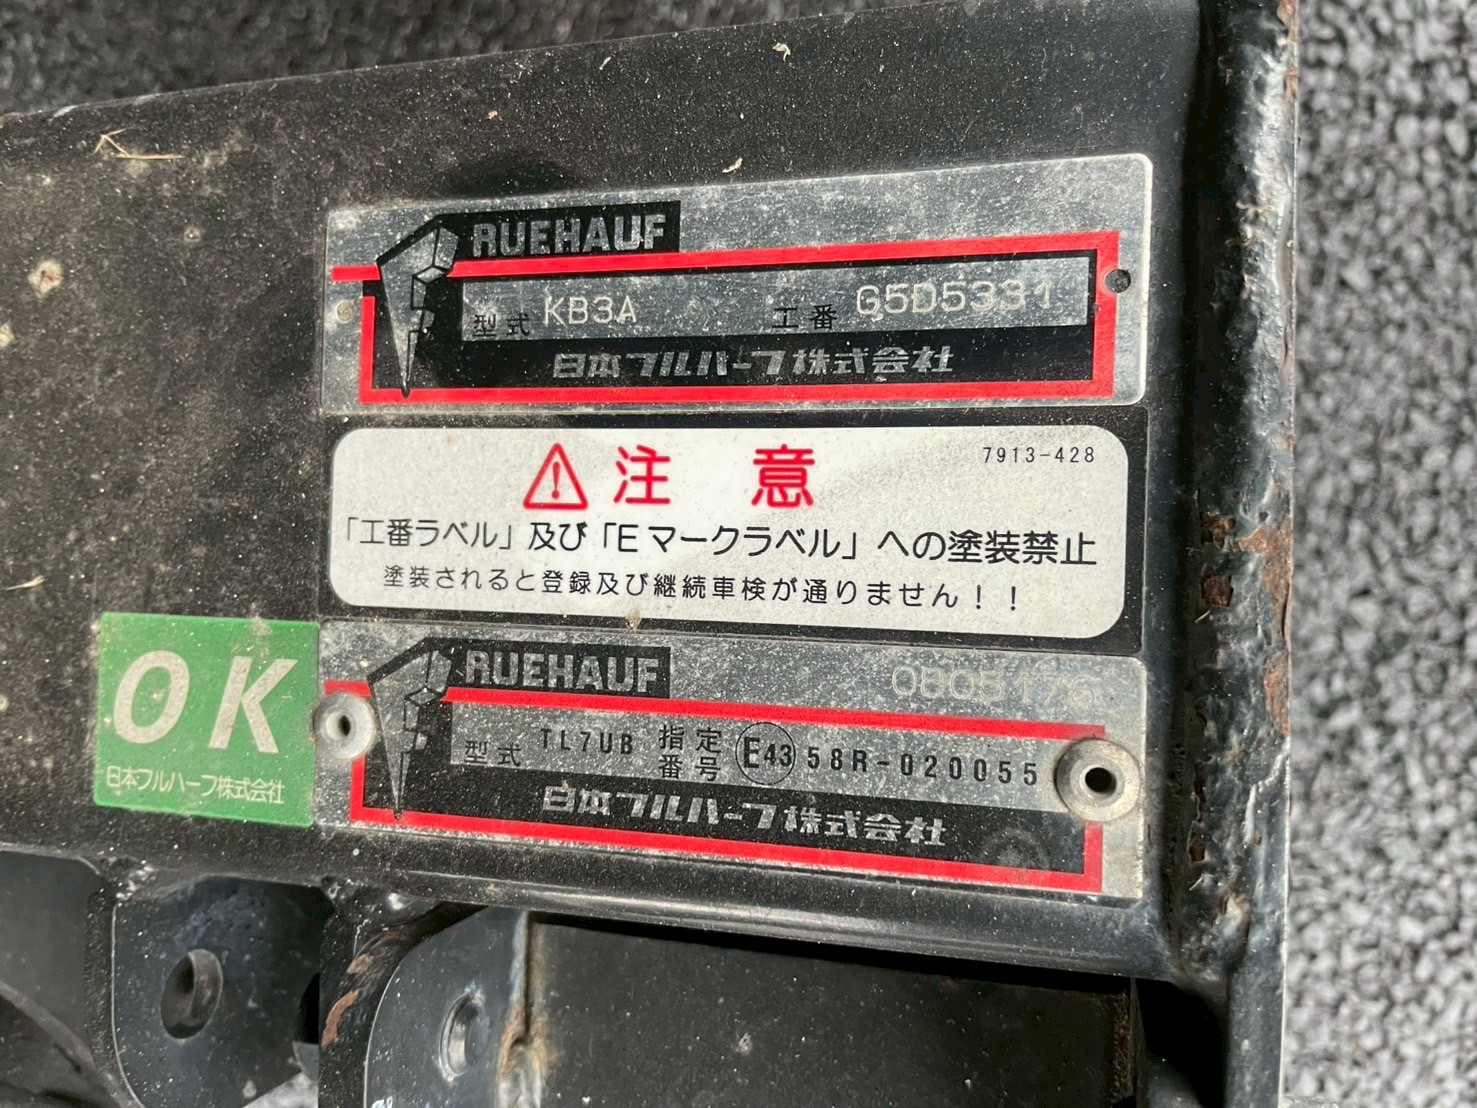 RUEHAUF
型式 KB3A 工番 G5D5331
日本フルハーフ株式会社
⚠注意 7913-428
「工番ラベル」及び「Eマークラベル」への塗装禁止
塗装されると登録及び継続車検が通りません！！
OK
日本フルハーフ株式会社
RUEHAUF
型式 TL7UB 指定番号 E43 58R-020055
日本フルハーフ株式会社